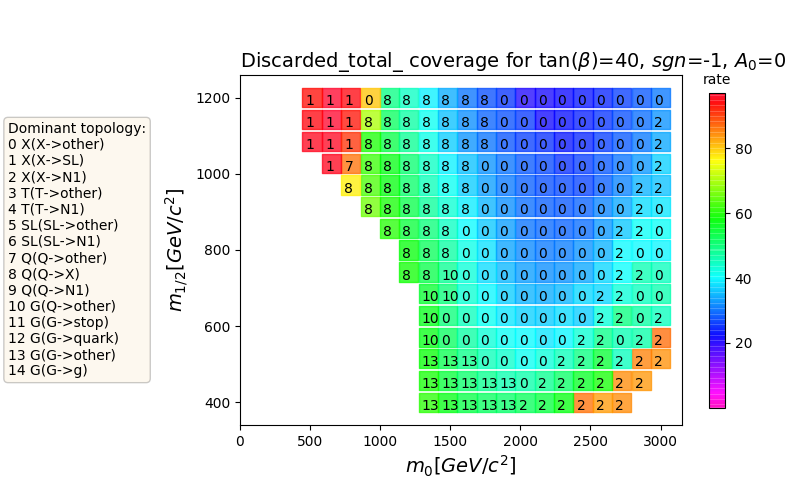 Discarded_total_ coverage for tan(β)=40, sgn=-1, A₀=0
rate
Dominant topology:
0 X(X->other)
1 X(X->SL)
2 X(X->N1)
3 T(T->other)
4 T(T->N1)
5 SL(SL->other)
6 SL(SL->N1)
7 Q(Q->other)
8 Q(Q->X)
9 Q(Q->N1)
10 G(Q->other)
11 G(G->stop)
12 G(G->quark)
13 G(G->other)
14 G(G->g)
m₁/₂[GeV/c²]
1200
1000
800
600
400
1 1 1 0 8 8 8 8 8 8 0 0 0 0 0 0 0 0 0
1 1 1 8 8 8 8 8 8 8 0 0 0 0 0 0 0 0 2
1 1 1 8 8 8 8 8 8 8 0 0 0 0 0 0 0 0 2
1 7 8 8 8 8 8 8 0 0 0 0 0 0 0 0 0 2
8 8 8 8 8 8 8 0 0 0 0 0 0 0 0 2 2
8 8 8 8 8 8 0 0 0 0 0 0 0 0 2 0
8 8 8 8 0 0 0 0 0 0 0 0 2 2 0
8 8 8 0 0 0 0 0 0 0 0 2 0 0
8 8 10 0 0 0 0 0 0 0 0 2 2 0
10 10 0 0 0 0 0 0 0 2 2 0 0
10 0 0 0 0 0 0 0 0 2 2 0 2
10 0 0 0 0 0 0 0 2 2 0 2 2
13 13 13 0 0 0 0 2 2 2 2 2 2
13 13 13 13 13 0 2 2 2 2 2 2
13 13 13 13 13 2 2 2 2 2 2
0 500 1000 1500 2000 2500 3000
m₀[GeV/c²]
80
60
40
20